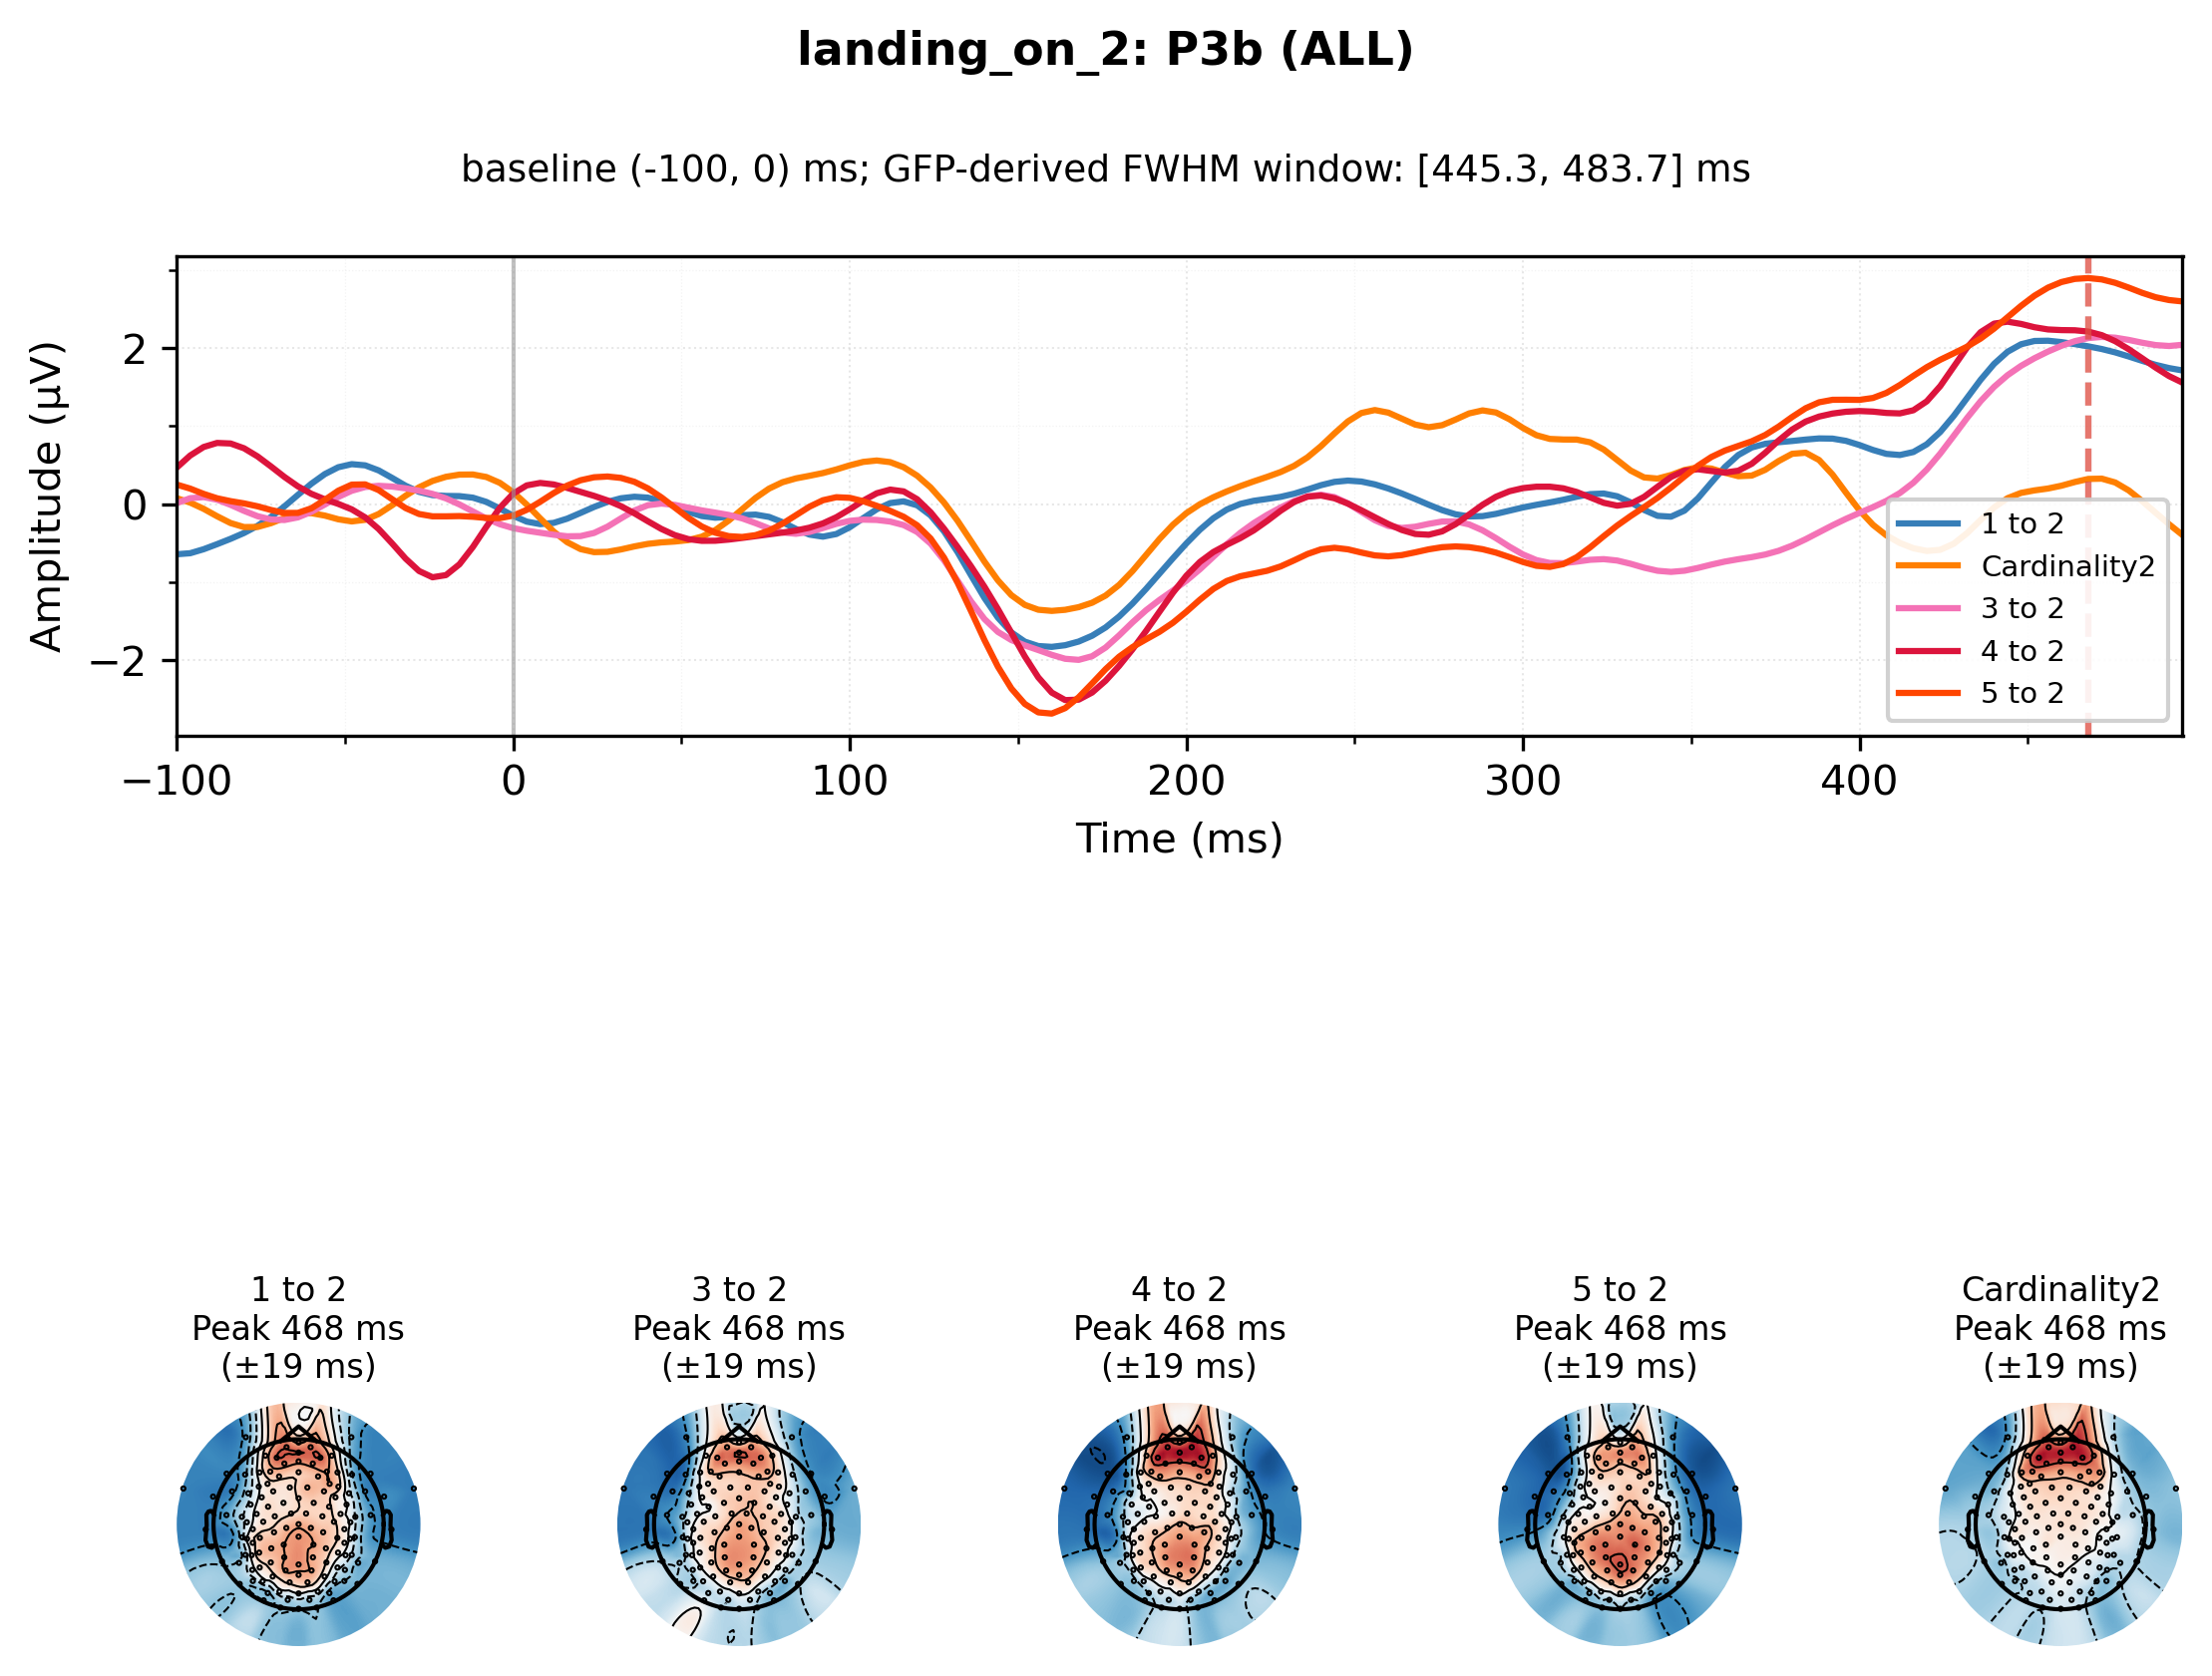 landing_on_2: P3b (ALL)
baseline (-100, 0) ms; GFP-derived FWHM window: [445.3, 483.7] ms
Amplitude (µV)
2
0
−2
1 to 2
Cardinality2
3 to 2
4 to 2
5 to 2
−100
0
100
200
300
400
Time (ms)
1 to 2
Peak 468 ms
(±19 ms)
3 to 2
Peak 468 ms
(±19 ms)
4 to 2
Peak 468 ms
(±19 ms)
5 to 2
Peak 468 ms
(±19 ms)
Cardinality2
Peak 468 ms
(±19 ms)